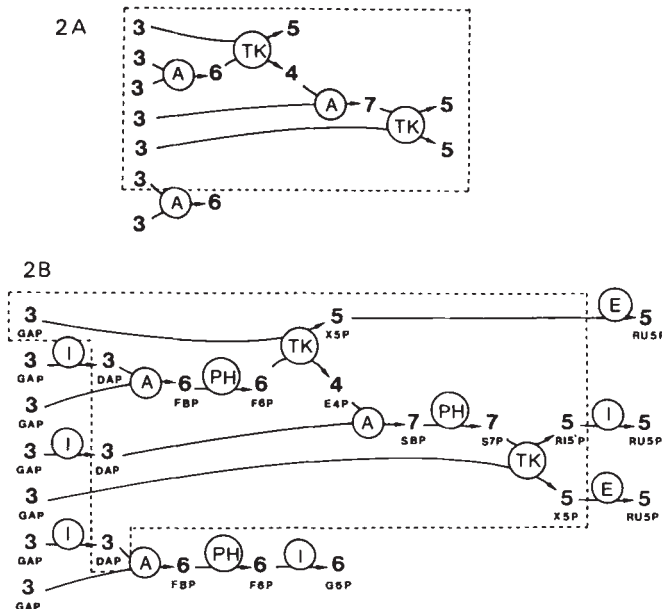 2A
3 5
TK
3 A 6 4
3
A 7 5
3
TK
3 5
3
A 6
3
2B
3 5 E 5
GAP X5P RU5P
TK
3 I 3
GAP DAP A 6 PH 6 4
3 FBP F6P E4P
GAP
A 7 PH 7 5 I 5
3 I 3 S8P S7P RI5'P RU5P
GAP DAP
TK
3 5 E 5
GAP X5P RU5P
3 I 3
GAP DAP A 6 PH 6 I 6
3 FBP F6P G6P
GAP